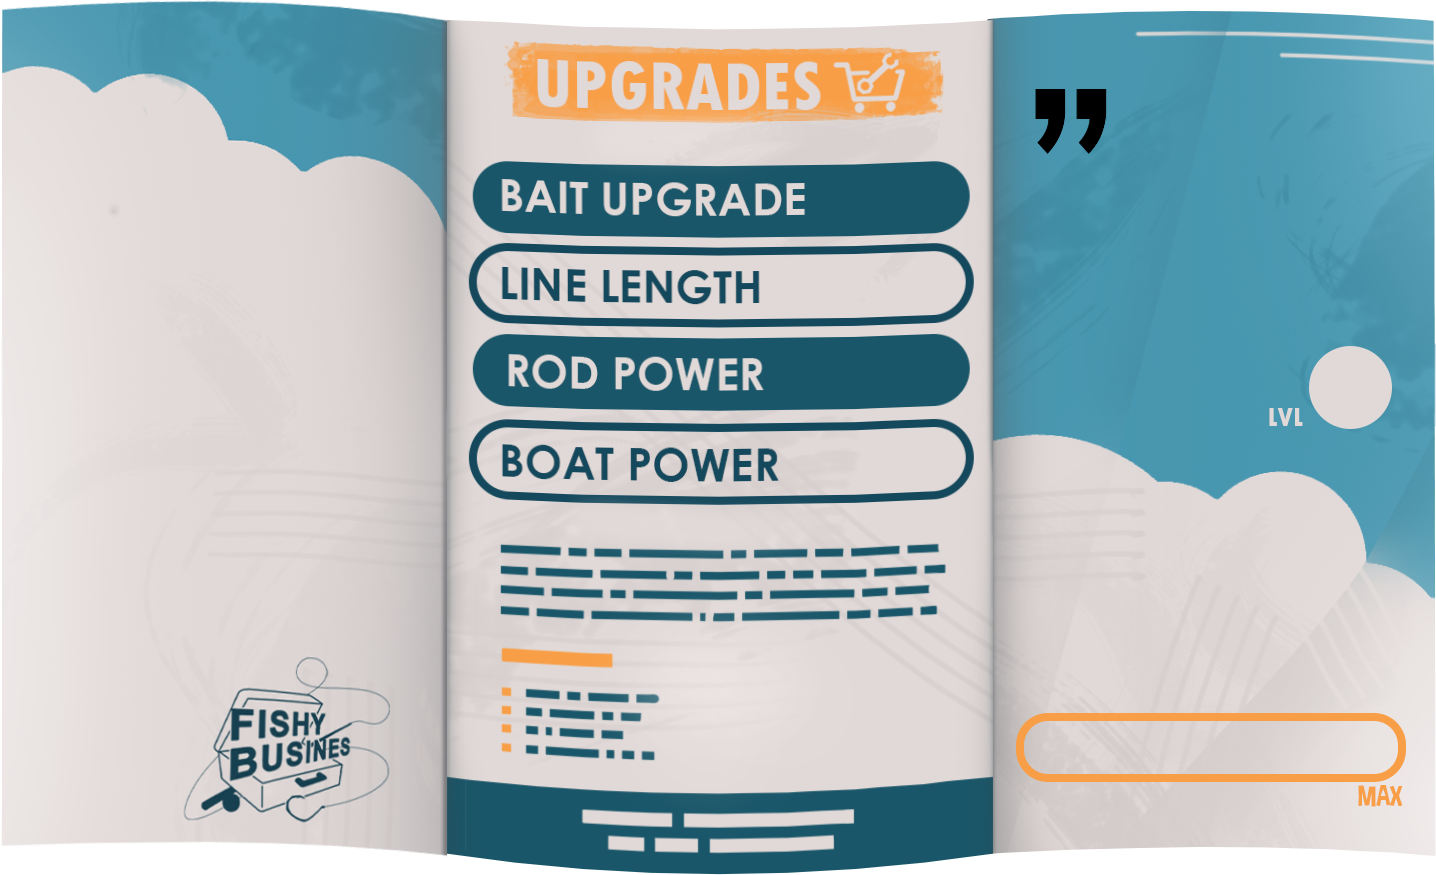 UPGRADES
BAIT UPGRADE
LINE LENGTH
ROD POWER
BOAT POWER
FISHY
BUSINES
”
LVL
MAX